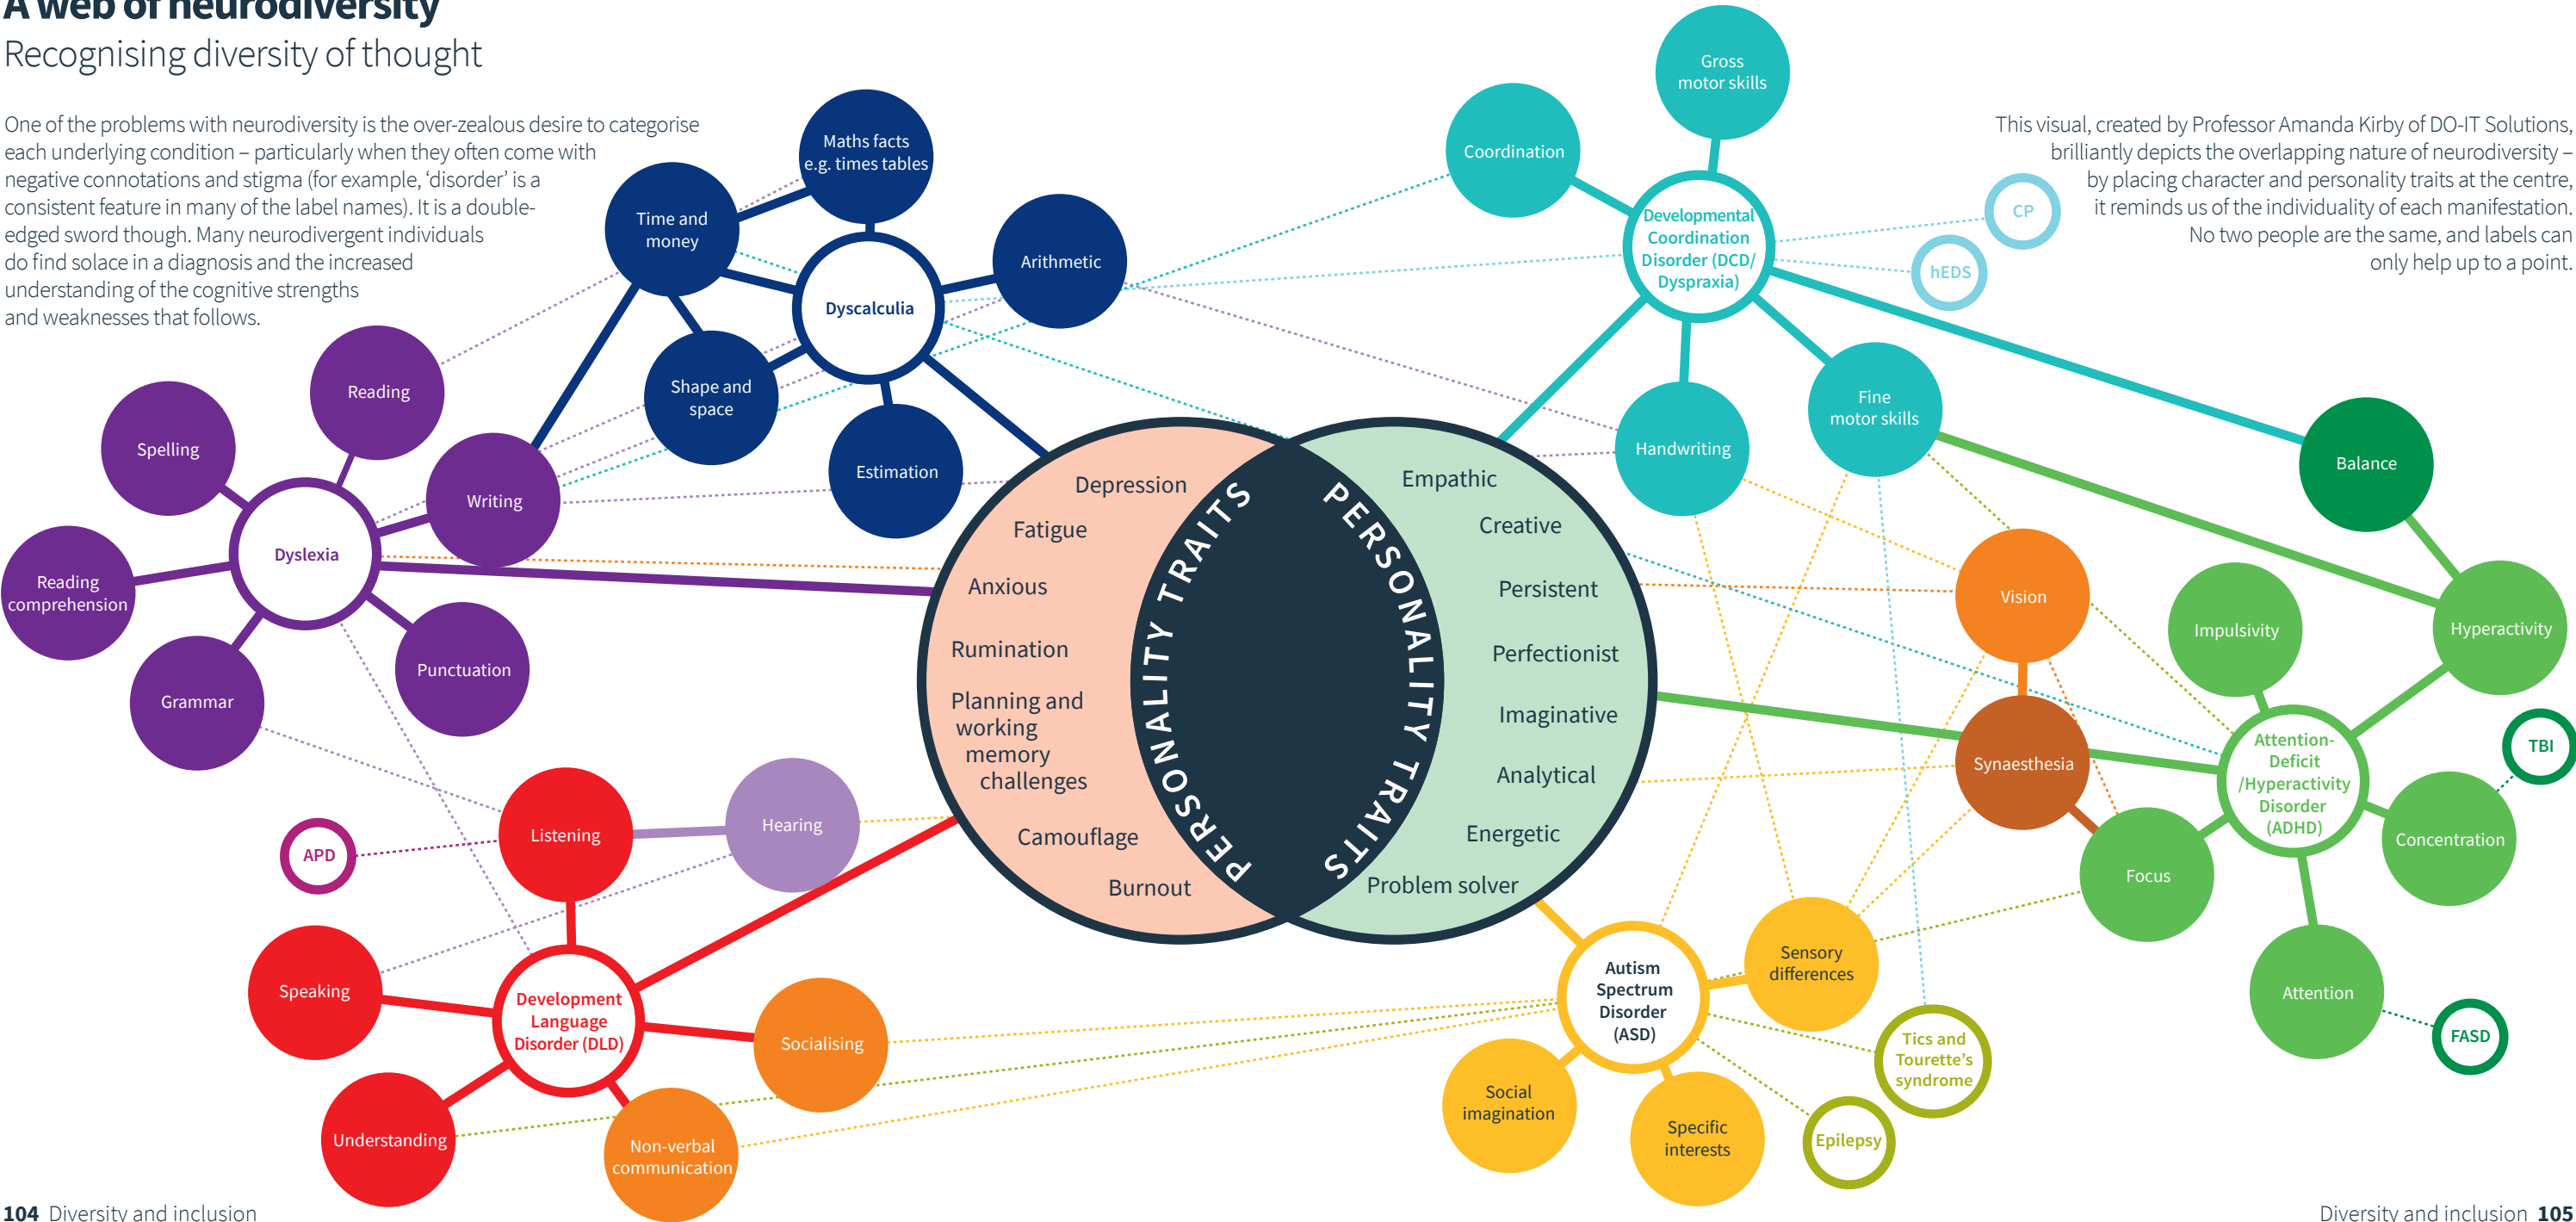 A web of neurodiversity
Recognising diversity of thought
One of the problems with neurodiversity is the over-zealous desire to categorise
each underlying condition – particularly when they often come with
negative connotations and stigma (for example, ‘disorder’ is a
consistent feature in many of the label names). It is a double-
edged sword though. Many neurodivergent individuals
do find solace in a diagnosis and the increased
understanding of the cognitive strengths
and weaknesses that follows.
This visual, created by Professor Amanda Kirby of DO-IT Solutions,
brilliantly depicts the overlapping nature of neurodiversity –
by placing character and personality traits at the centre,
it reminds us of the individuality of each manifestation.
No two people are the same, and labels can
only help up to a point.
Maths facts
e.g. times tables
Time and
money
Arithmetic
Dyscalculia
Shape and
space
Estimation
Reading
Spelling
Writing
Dyslexia
Reading
comprehension
Punctuation
Grammar
Listening
Hearing
APD
Speaking
Development
Language
Disorder (DLD)
Socialising
Understanding
Non-verbal
communication
Depression
Fatigue
Anxious
Rumination
Planning and
working
memory
challenges
Camouflage
Burnout
PERSONALITY TRAITS
PERSONALITY TRAITS
Empathic
Creative
Persistent
Perfectionist
Imaginative
Analytical
Energetic
Problem solver
Gross
motor skills
Coordination
Developmental
Coordination
Disorder (DCD/
Dyspraxia)
CP
hEDS
Handwriting
Fine
motor skills
Balance
Vision
Impulsivity
Hyperactivity
Synaesthesia
Attention-
Deficit
/Hyperactivity
Disorder
(ADHD)
TBI
Concentration
Focus
Attention
FASD
Autism
Spectrum
Disorder
(ASD)
Sensory
differences
Social
imagination
Specific
interests
Tics and
Tourette’s
syndrome
Epilepsy
104 Diversity and inclusion
Diversity and inclusion 105